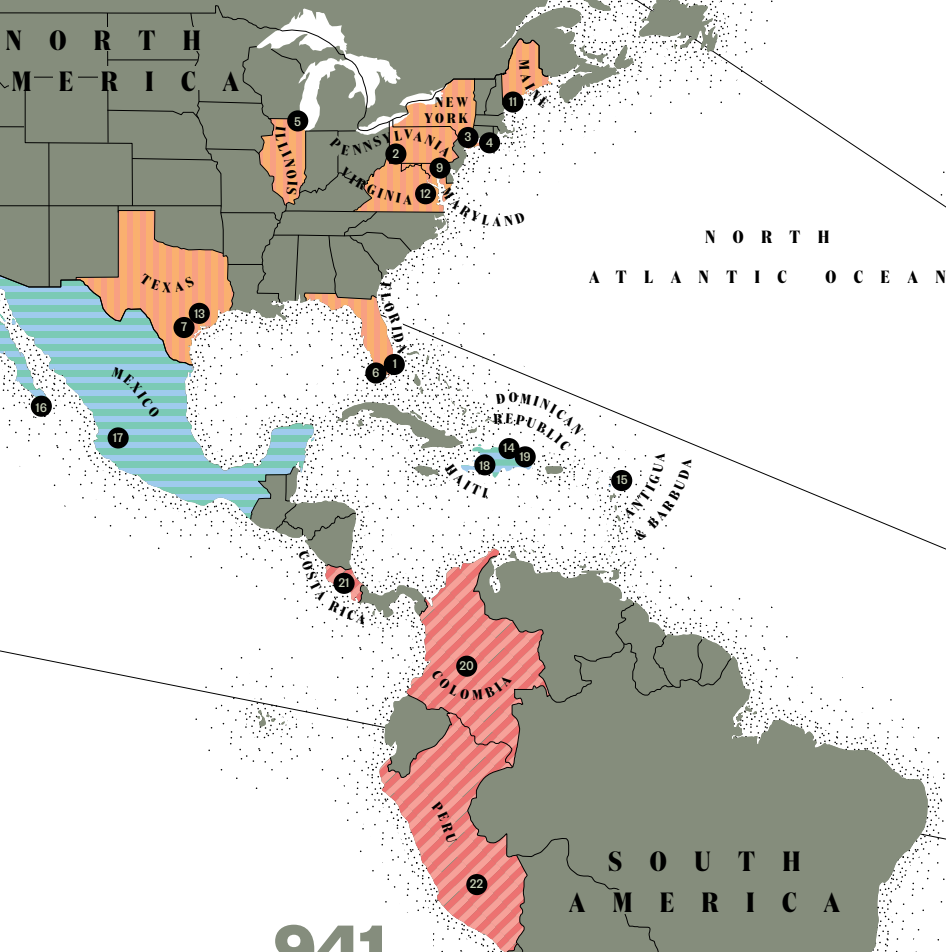 NORTH
AMERICA
MAINE
11
NEW
YORK
5
ILLINOIS
PENNSYLVANIA
3
4
2
9
VIRGINIA
12
MARYLAND
NORTH
ATLANTIC OCEAN
TEXAS
13
7
FLORIDA
1
6
MEXICO
16
17
DOMINICAN
REPUBLIC
14
19
18
HAITI
15
ANTIGUA
& BARBUDA
COSTA RICA
21
20
COLOMBIA
PERU
22
SOUTH
AMERICA
941